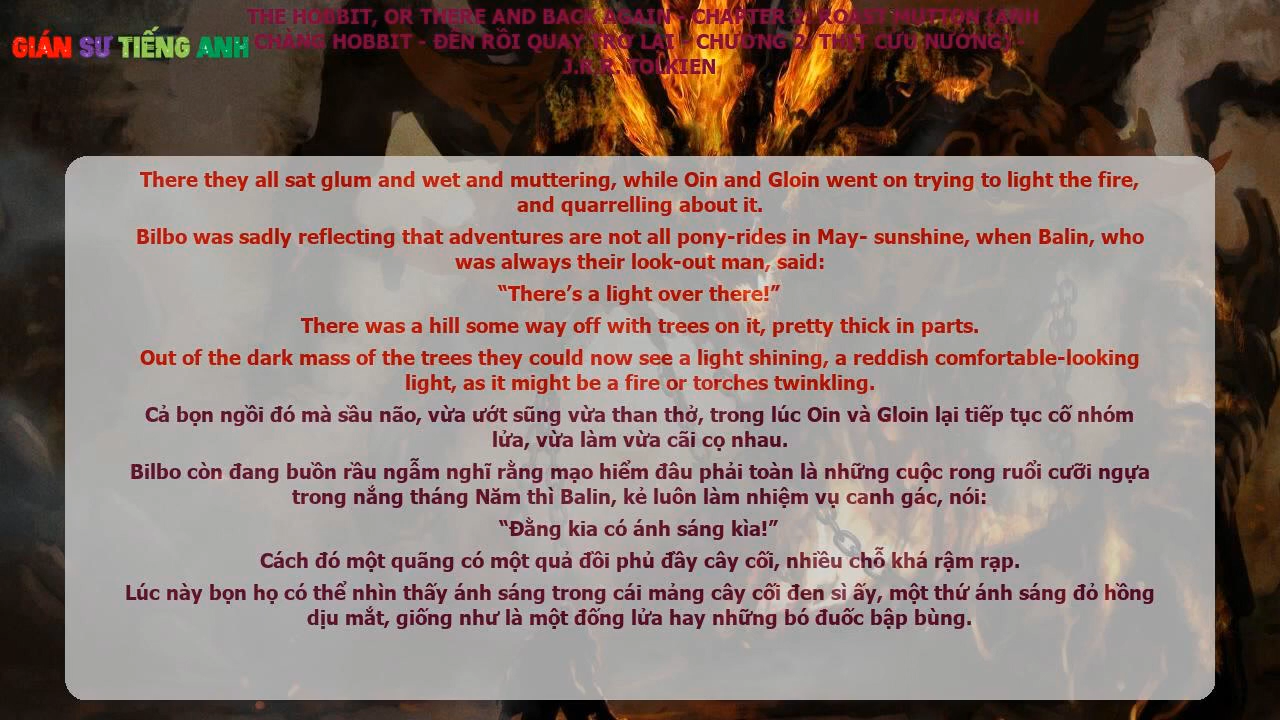 THE HOBBIT, OR THERE AND BACK AGAIN - CHAPTER 2/ ROAST MUTTON (ANH
GIÁN SƯ TIẾNG ANH
CHÀNG HOBBIT - ĐẾN RỒI QUAY TRỞ LẠI - CHƯƠNG 2/ THỊT CỪU NƯỚNG) -
J.R.R. TOLKIEN
There they all sat glum and wet and muttering, while Oin and Gloin went on trying to light the fire,
and quarrelling about it.
Bilbo was sadly reflecting that adventures are not all pony-rides in May- sunshine, when Balin, who
was always their look-out man, said:
“There’s a light over there!”
There was a hill some way off with trees on it, pretty thick in parts.
Out of the dark mass of the trees they could now see a light shining, a reddish comfortable-looking
light, as it might be a fire or torches twinkling.
Cả bọn ngồi đó mà sầu não, vừa ướt sũng vừa than thở, trong lúc Oin và Gloin lại tiếp tục cố nhóm
lửa, vừa làm vừa cãi cọ nhau.
Bilbo còn đang buồn rầu ngẫm nghĩ rằng mạo hiểm đâu phải toàn là những cuộc rong ruổi cưỡi ngựa
trong nắng tháng Năm thì Balin, kẻ luôn làm nhiệm vụ canh gác, nói:
“Đằng kia có ánh sáng kìa!”
Cách đó một quãng có một quả đồi phủ đầy cây cối, nhiều chỗ khá rậm rạp.
Lúc này bọn họ có thể nhìn thấy ánh sáng trong cái mảng cây cối đen sì ấy, một thứ ánh sáng đỏ hồng
dịu mắt, giống như là một đống lửa hay những bó đuốc bập bùng.